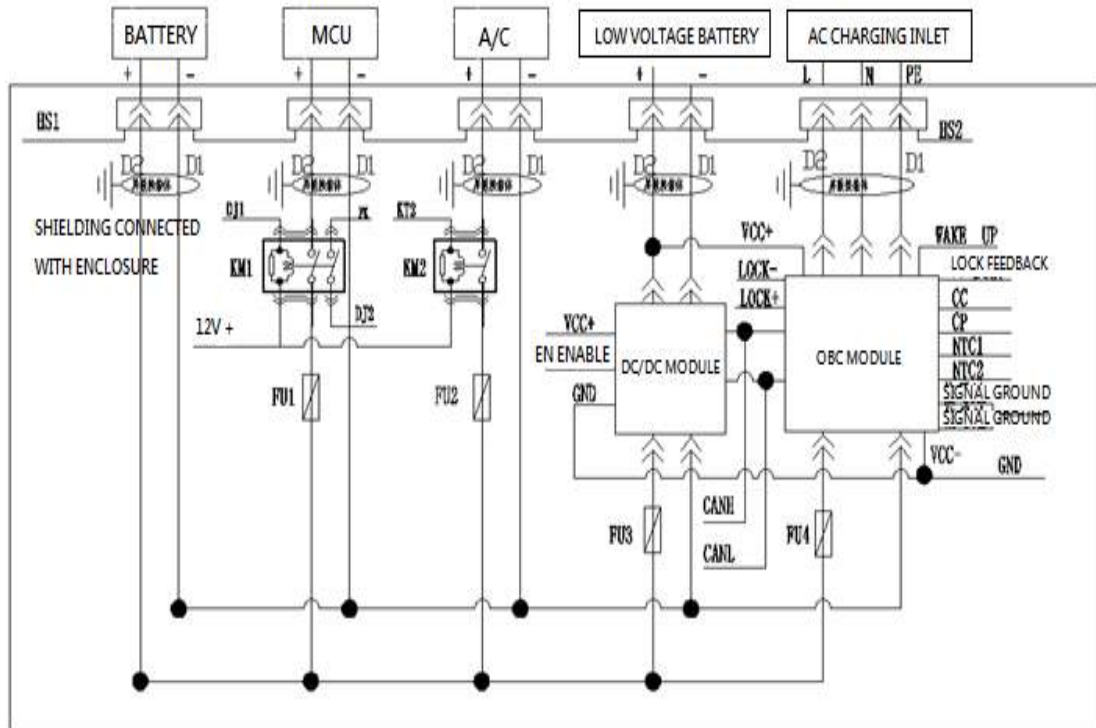 BATTERY
MCU
A/C
LOW VOLTAGE BATTERY
AC CHARGING INLET
+ -
+ -
+ -
+ -
L N PE
HS1
HS2
D2 D1
D2 D1
D2 D1
D2 D1
D2 D1
SHIELDING CONNECTED
WITH ENCLOSURE
DJ1
KT2
KM1
KM2
DJ2
12V +
FU1
FU2
VCC+
WAKE UP
LOCK FEEDBACK
LOCK-
LOCK+
CC
CP
NTC1
NTC2
SIGNAL GROUND
SIGNAL GROUND
VCC+
EN ENABLE
GND
DC/DC MODULE
OBC MODULE
VCC-
GND
CANH
CANL
FU3
FU4